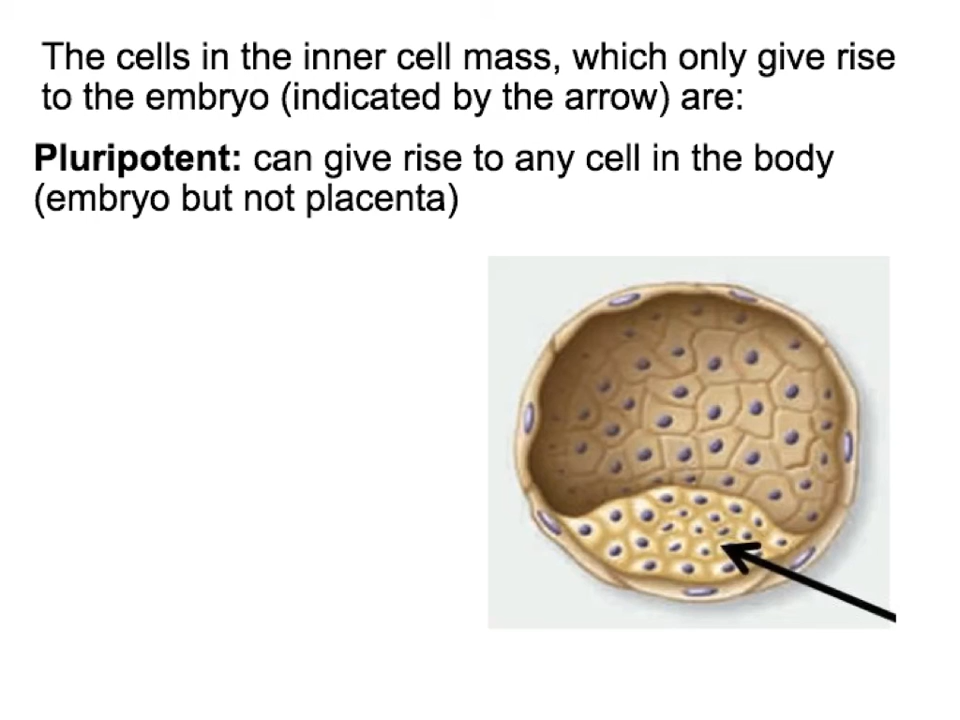 The cells in the inner cell mass, which only give rise
to the embryo (indicated by the arrow) are:
Pluripotent: can give rise to any cell in the body
(embryo but not placenta)